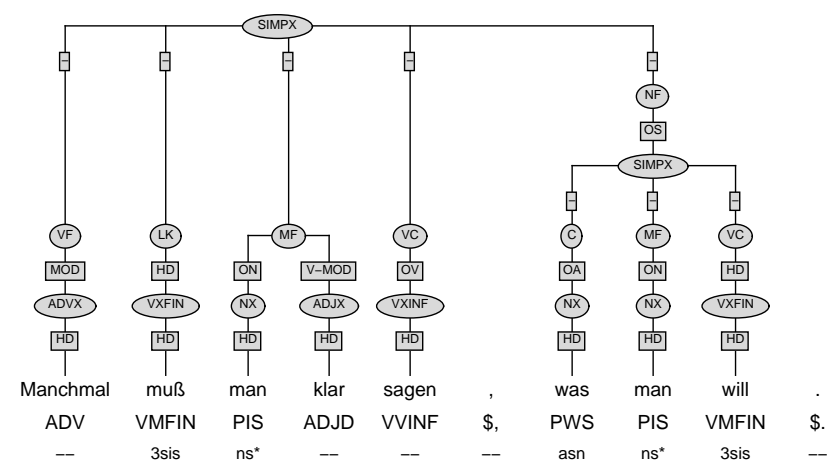 SIMPX
– – – – –
NF
OS
SIMPX
– – –
VF LK MF VC C MF VC
MOD HD ON V−MOD OV OA ON HD
ADVX VXFIN NX ADJX VXINF NX NX VXFIN
HD HD HD HD HD HD HD HD
Manchmal muß man klar sagen , was man will .
ADV VMFIN PIS ADJD VVINF $, PWS PIS VMFIN $.
−− 3sis ns* −− −− −− asn ns* 3sis −−